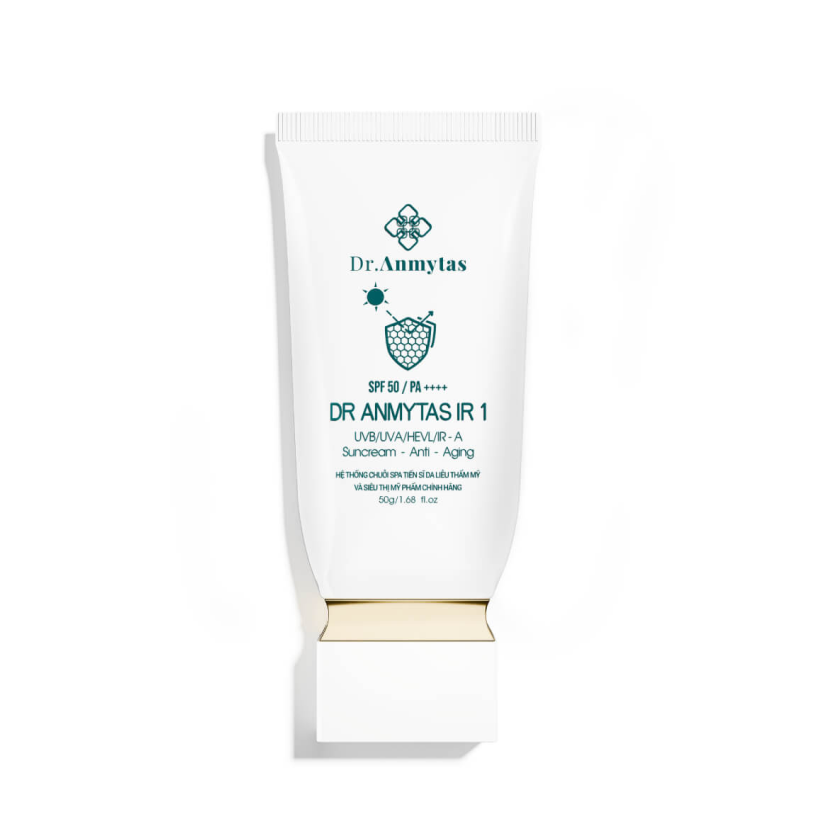 Dr.Anmytas
SPF 50 / PA ++++
DR ANMYTAS IR 1
UVB/UVA/HEVL/IR - A
Suncream - Anti - Aging
HỆ THỐNG CHUỖI SPA TIẾN SĨ DA LIỄU THẨM MỸ
VÀ SIÊU THỊ MỸ PHẨM CHÍNH HÃNG
50g/1.68 fl.oz